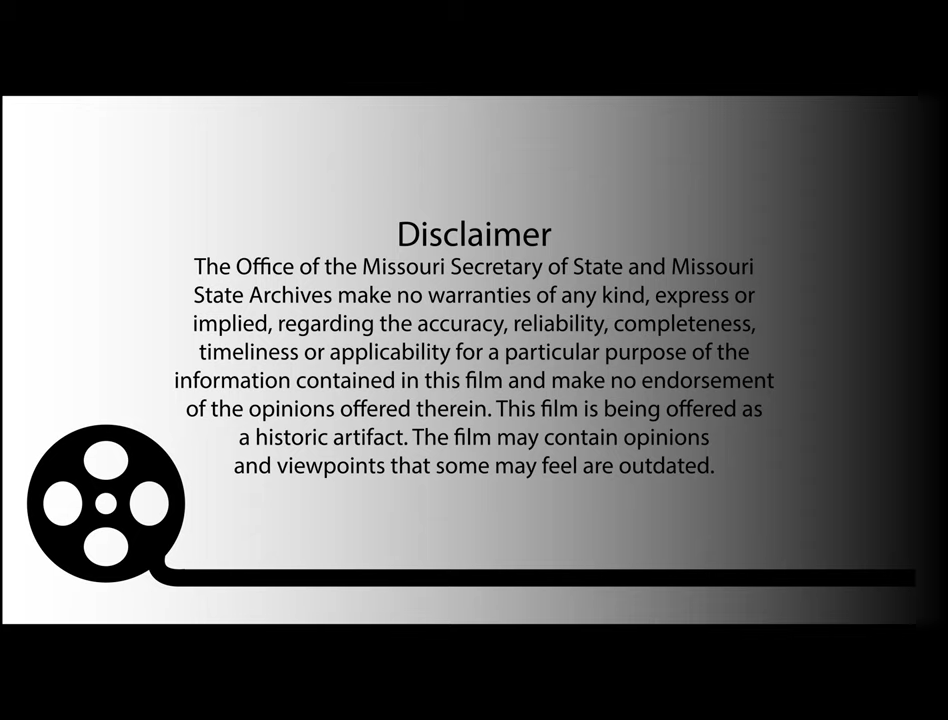 Disclaimer
The Office of the Missouri Secretary of State and Missouri
State Archives make no warranties of any kind, express or
implied, regarding the accuracy, reliability, completeness,
timeliness or applicability for a particular purpose of the
information contained in this film and make no endorsement
of the opinions offered therein. This film is being offered as
a historic artifact. The film may contain opinions
and viewpoints that some may feel are outdated.